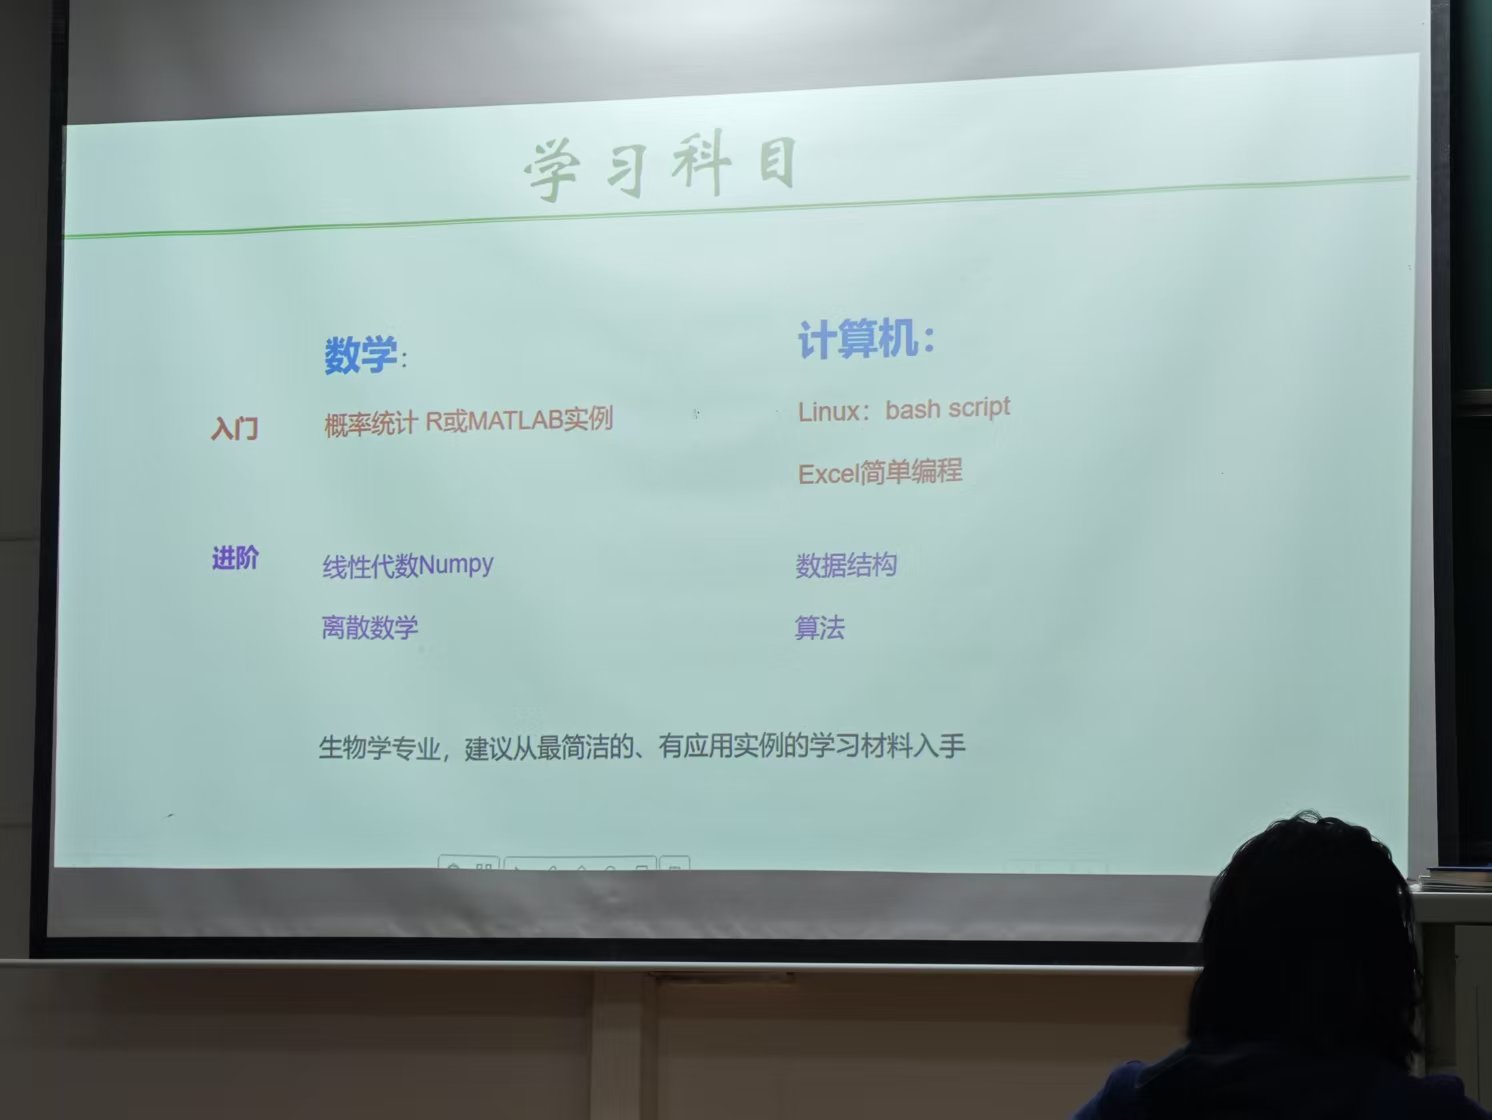 学习科目
数学：
计算机：
入门
概率统计 R或MATLAB实例
Linux：bash script
Excel简单编程
进阶
线性代数Numpy
数据结构
离散数学
算法
生物学专业，建议从最简洁的、有应用实例的学习材料入手